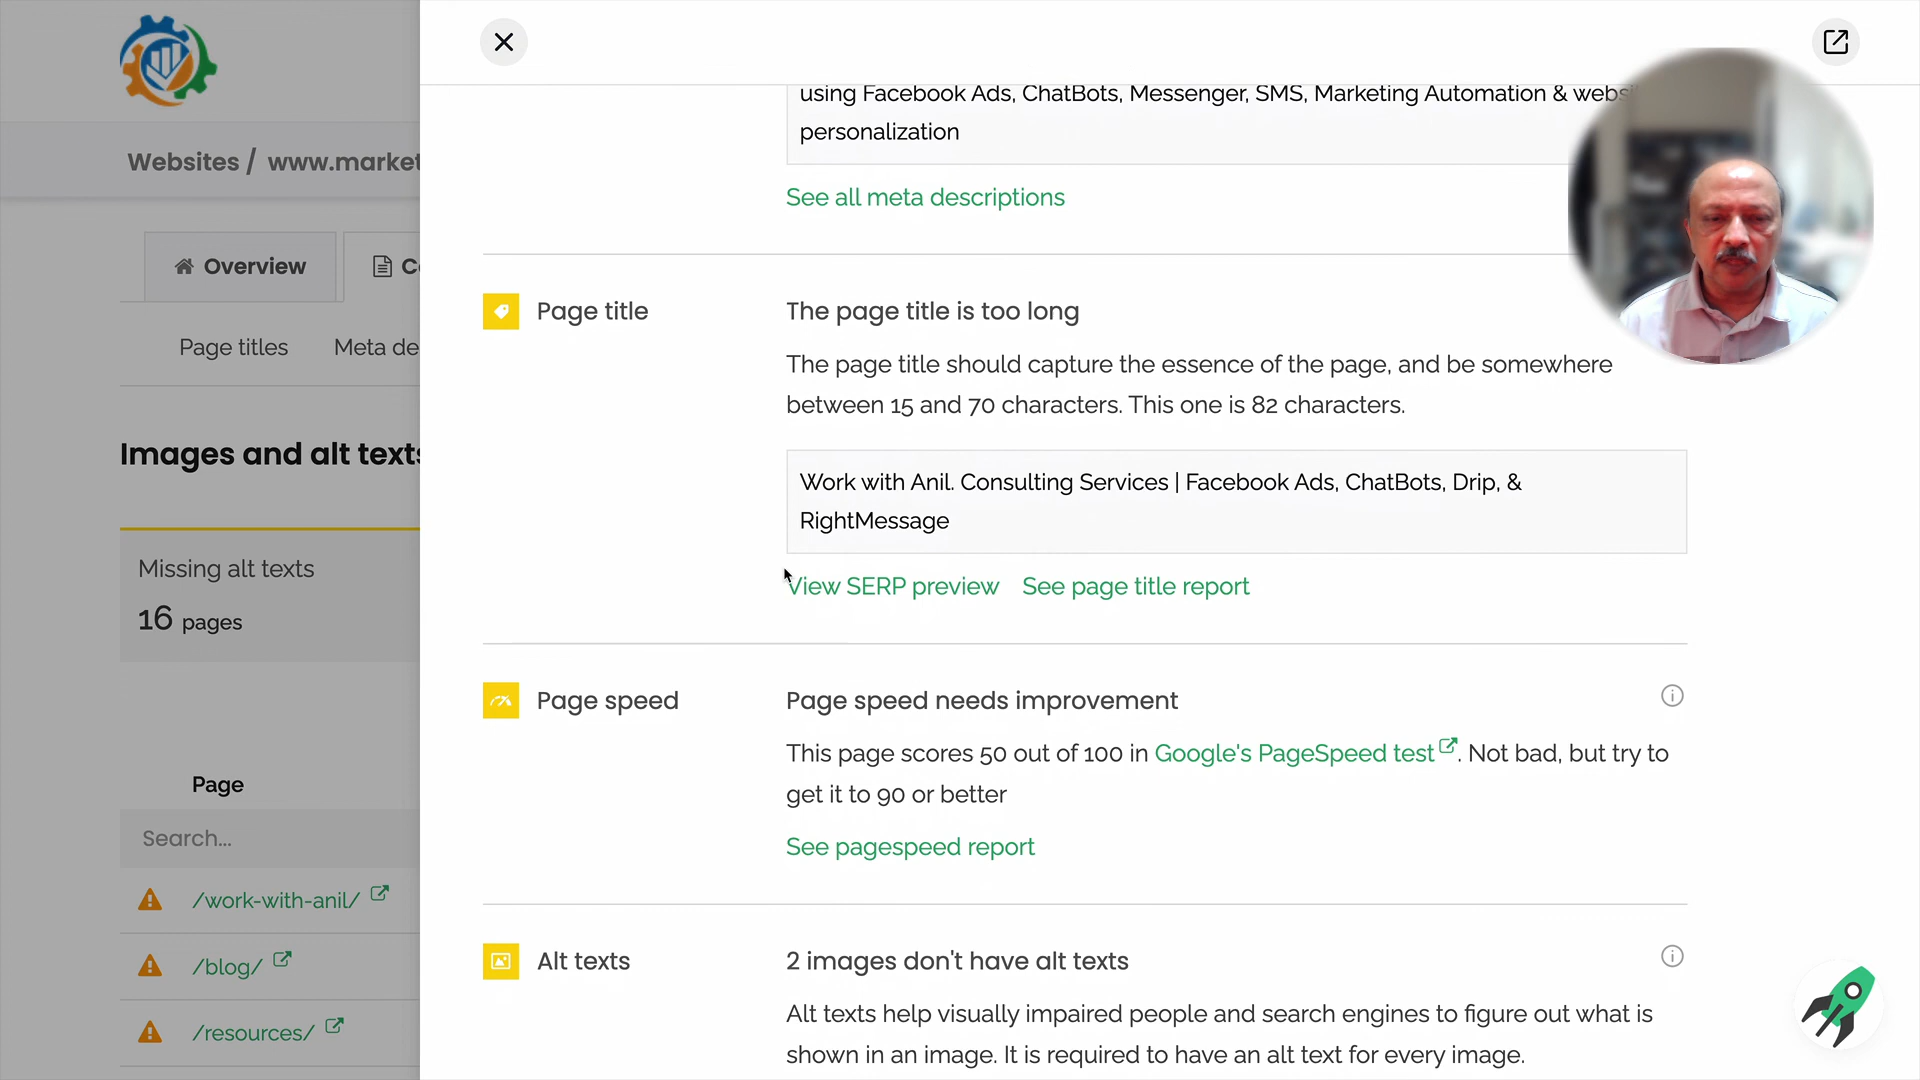 using Facebook Ads, ChatBots, Messenger, SMS, Marketing Automation &
personalization
Websites / www.market
See all meta descriptions
Overview
Page titles
Page title
The page title is too long
The page title should capture the essence of the page, and be somewhere
between 15 and 70 characters. This one is 82 characters.
Images and alt texts
Work with Anil. Consulting Services | Facebook Ads, ChatBots, Drip, &
RightMessage
Missing alt texts
16 pages
View SERP preview See page title report
Page speed
Page speed needs improvement
This page scores 50 out of 100 in Google's PageSpeed test. Not bad, but try to
get it to 90 or better
See pagespeed report
Page
Search...
/work-with-anil/
/blog/
/resources/
Alt texts
2 images don't have alt texts
Alt texts help visually impaired people and search engines to figure out what is
shown in an image. It is required to have an alt text for every image.